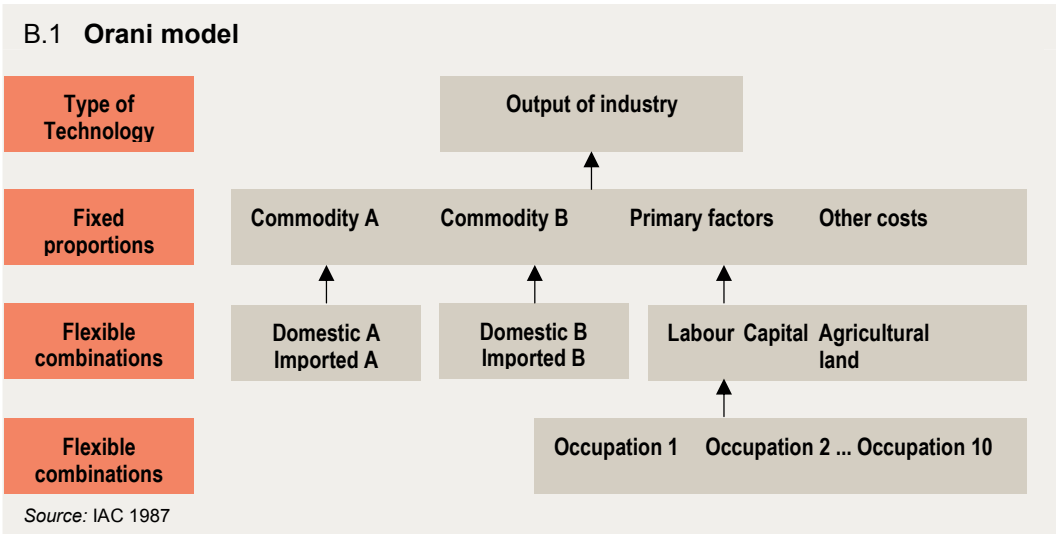 B.1 Orani model
Type of
Technology
Output of industry
Fixed
proportions
Commodity A Commodity B Primary factors Other costs
Flexible
combinations
Domestic A
Imported A
Domestic B
Imported B
Labour Capital Agricultural
land
Flexible
combinations
Occupation 1 Occupation 2 ... Occupation 10
Source: IAC 1987